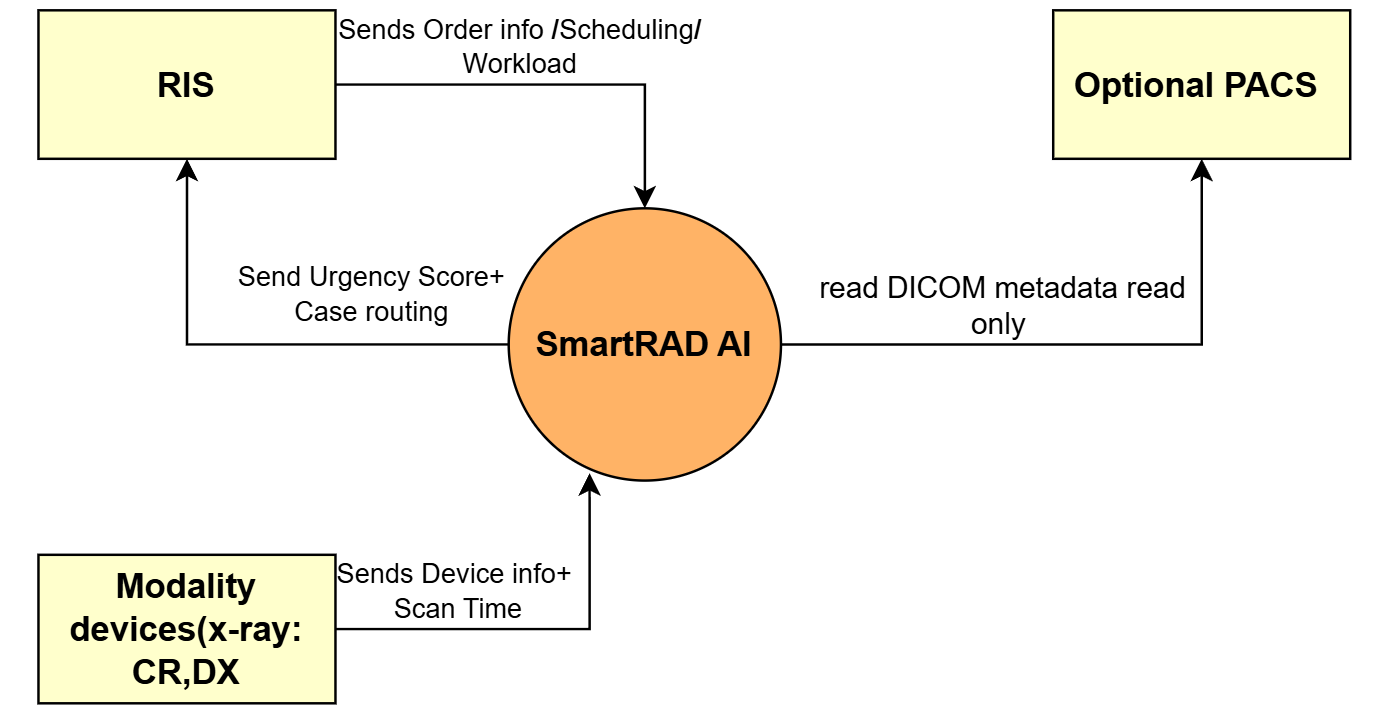 Sends Order info /Scheduling/
Workload
RIS
Optional PACS
Send Urgency Score+
Case routing
SmartRAD AI
read DICOM metadata read
only
Modality
devices(x-ray:
CR,DX
Sends Device info+
Scan Time